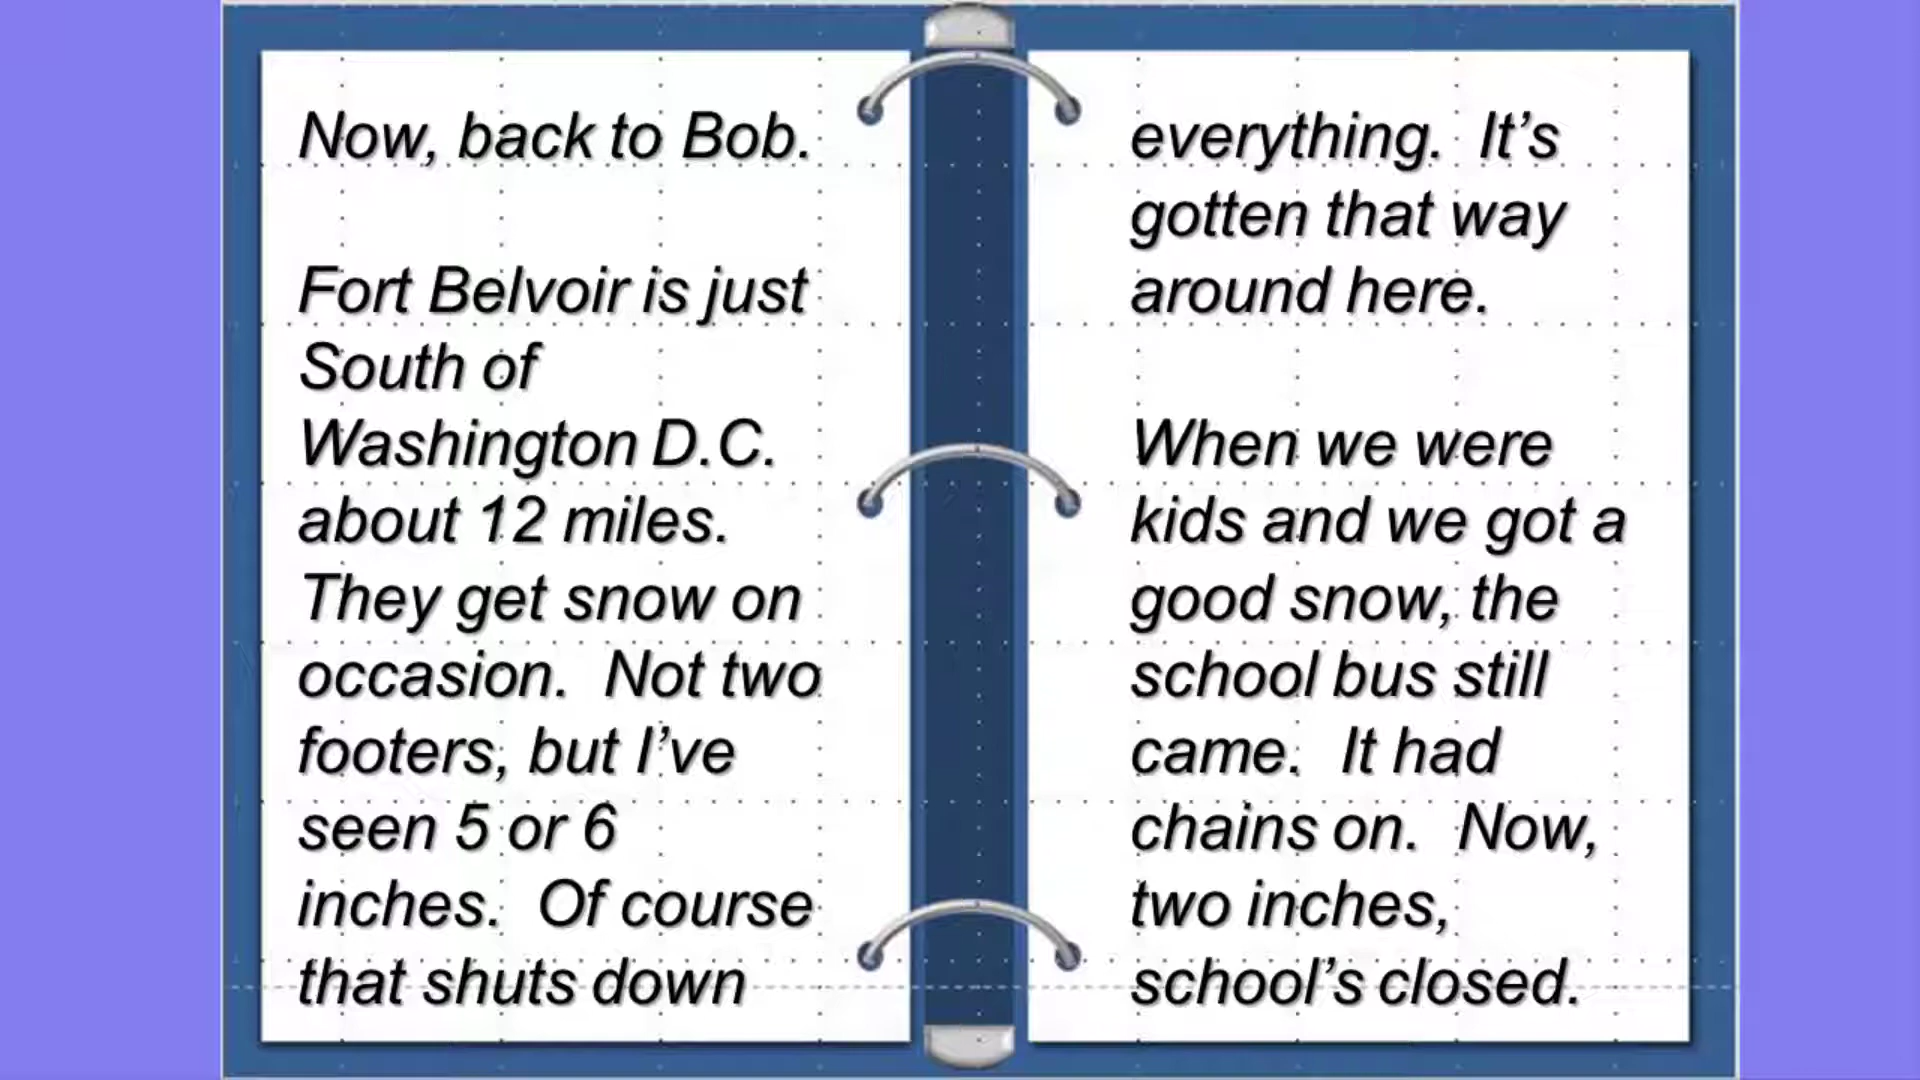 Now, back to Bob.
Fort Belvoir is just
South of
Washington D.C.
about 12 miles.
They get snow on
occasion.  Not two
footers, but I’ve
seen 5 or 6
inches.  Of course
that shuts down
everything.  It’s
gotten that way
around here.
When we were
kids and we got a
good snow, the
school bus still
came.  It had
chains on.  Now,
two inches,
school’s closed.